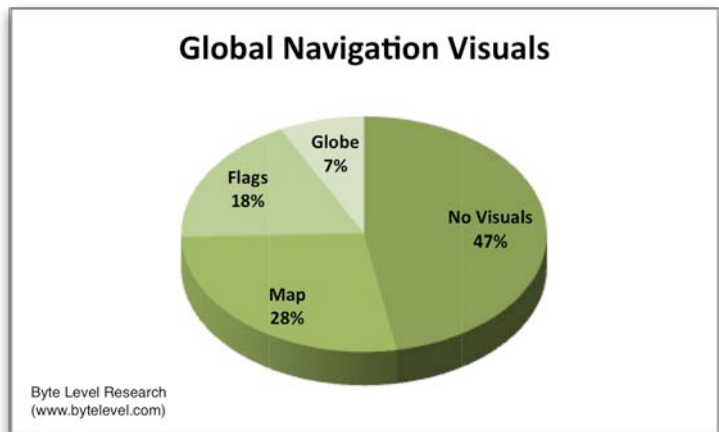 Global Navigation Visuals
Globe
7%
Flags
18%
No Visuals
47%
Map
28%
Byte Level Research
(www.bytelevel.com)